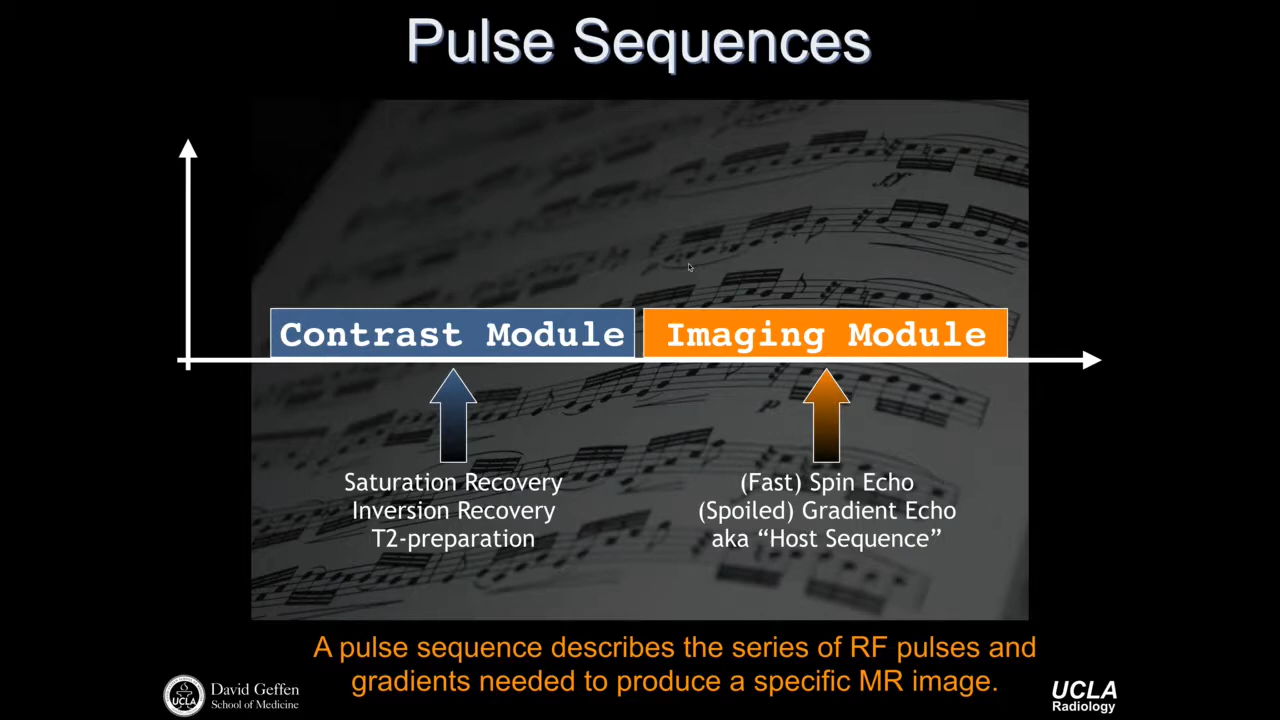 Pulse Sequences
ff
Contrast Module
Imaging Module
p
Saturation Recovery
Inversion Recovery
T2-preparation
(Fast) Spin Echo
(Spoiled) Gradient Echo
aka “Host Sequence”
A pulse sequence describes the series of RF pulses and
gradients needed to produce a specific MR image.
UCLA
David Geffen
School of Medicine
UCLA
Radiology